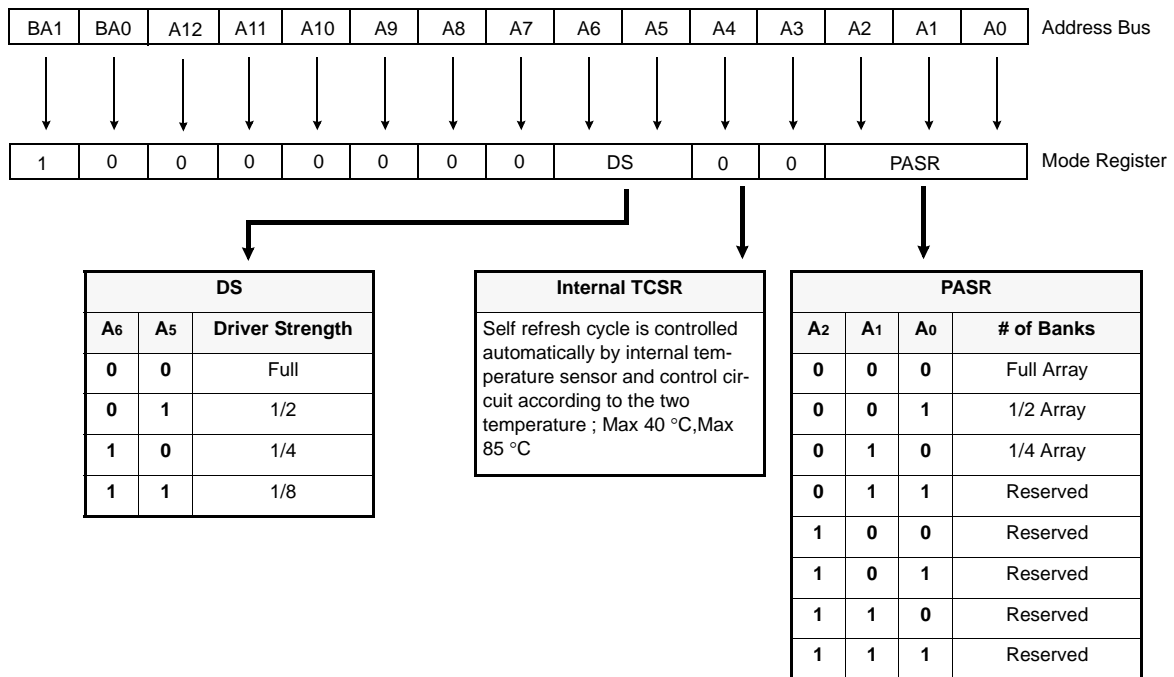 BA1 BA0 A12 A11 A10 A9 A8 A7 A6 A5 A4 A3 A2 A1 A0 Address Bus
1 0 0 0 0 0 0 0 DS 0 0 PASR Mode Register
DS
A6 A5 Driver Strength
0 0 Full
0 1 1/2
1 0 1/4
1 1 1/8
Internal TCSR
Self refresh cycle is controlled
automatically by internal tem-
perature sensor and control cir-
cuit according to the two
temperature ; Max 40 °C,Max
85 °C
PASR
A2 A1 A0 # of Banks
0 0 0 Full Array
0 0 1 1/2 Array
0 1 0 1/4 Array
0 1 1 Reserved
1 0 0 Reserved
1 0 1 Reserved
1 1 0 Reserved
1 1 1 Reserved